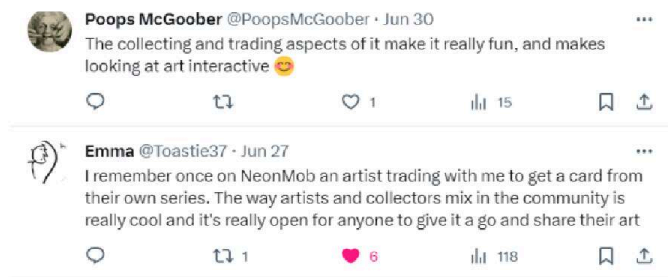 Poops McGoober @PoopsMcGoober · Jun 30
The collecting and trading aspects of it make it really fun, and makes
looking at art interactive 😊
1 15
Emma @Toastie37 · Jun 27
I remember once on NeonMob an artist trading with me to get a card from
their own series. The way artists and collectors mix in the community is
really cool and it's really open for anyone to give it a go and share their art
1 6 118